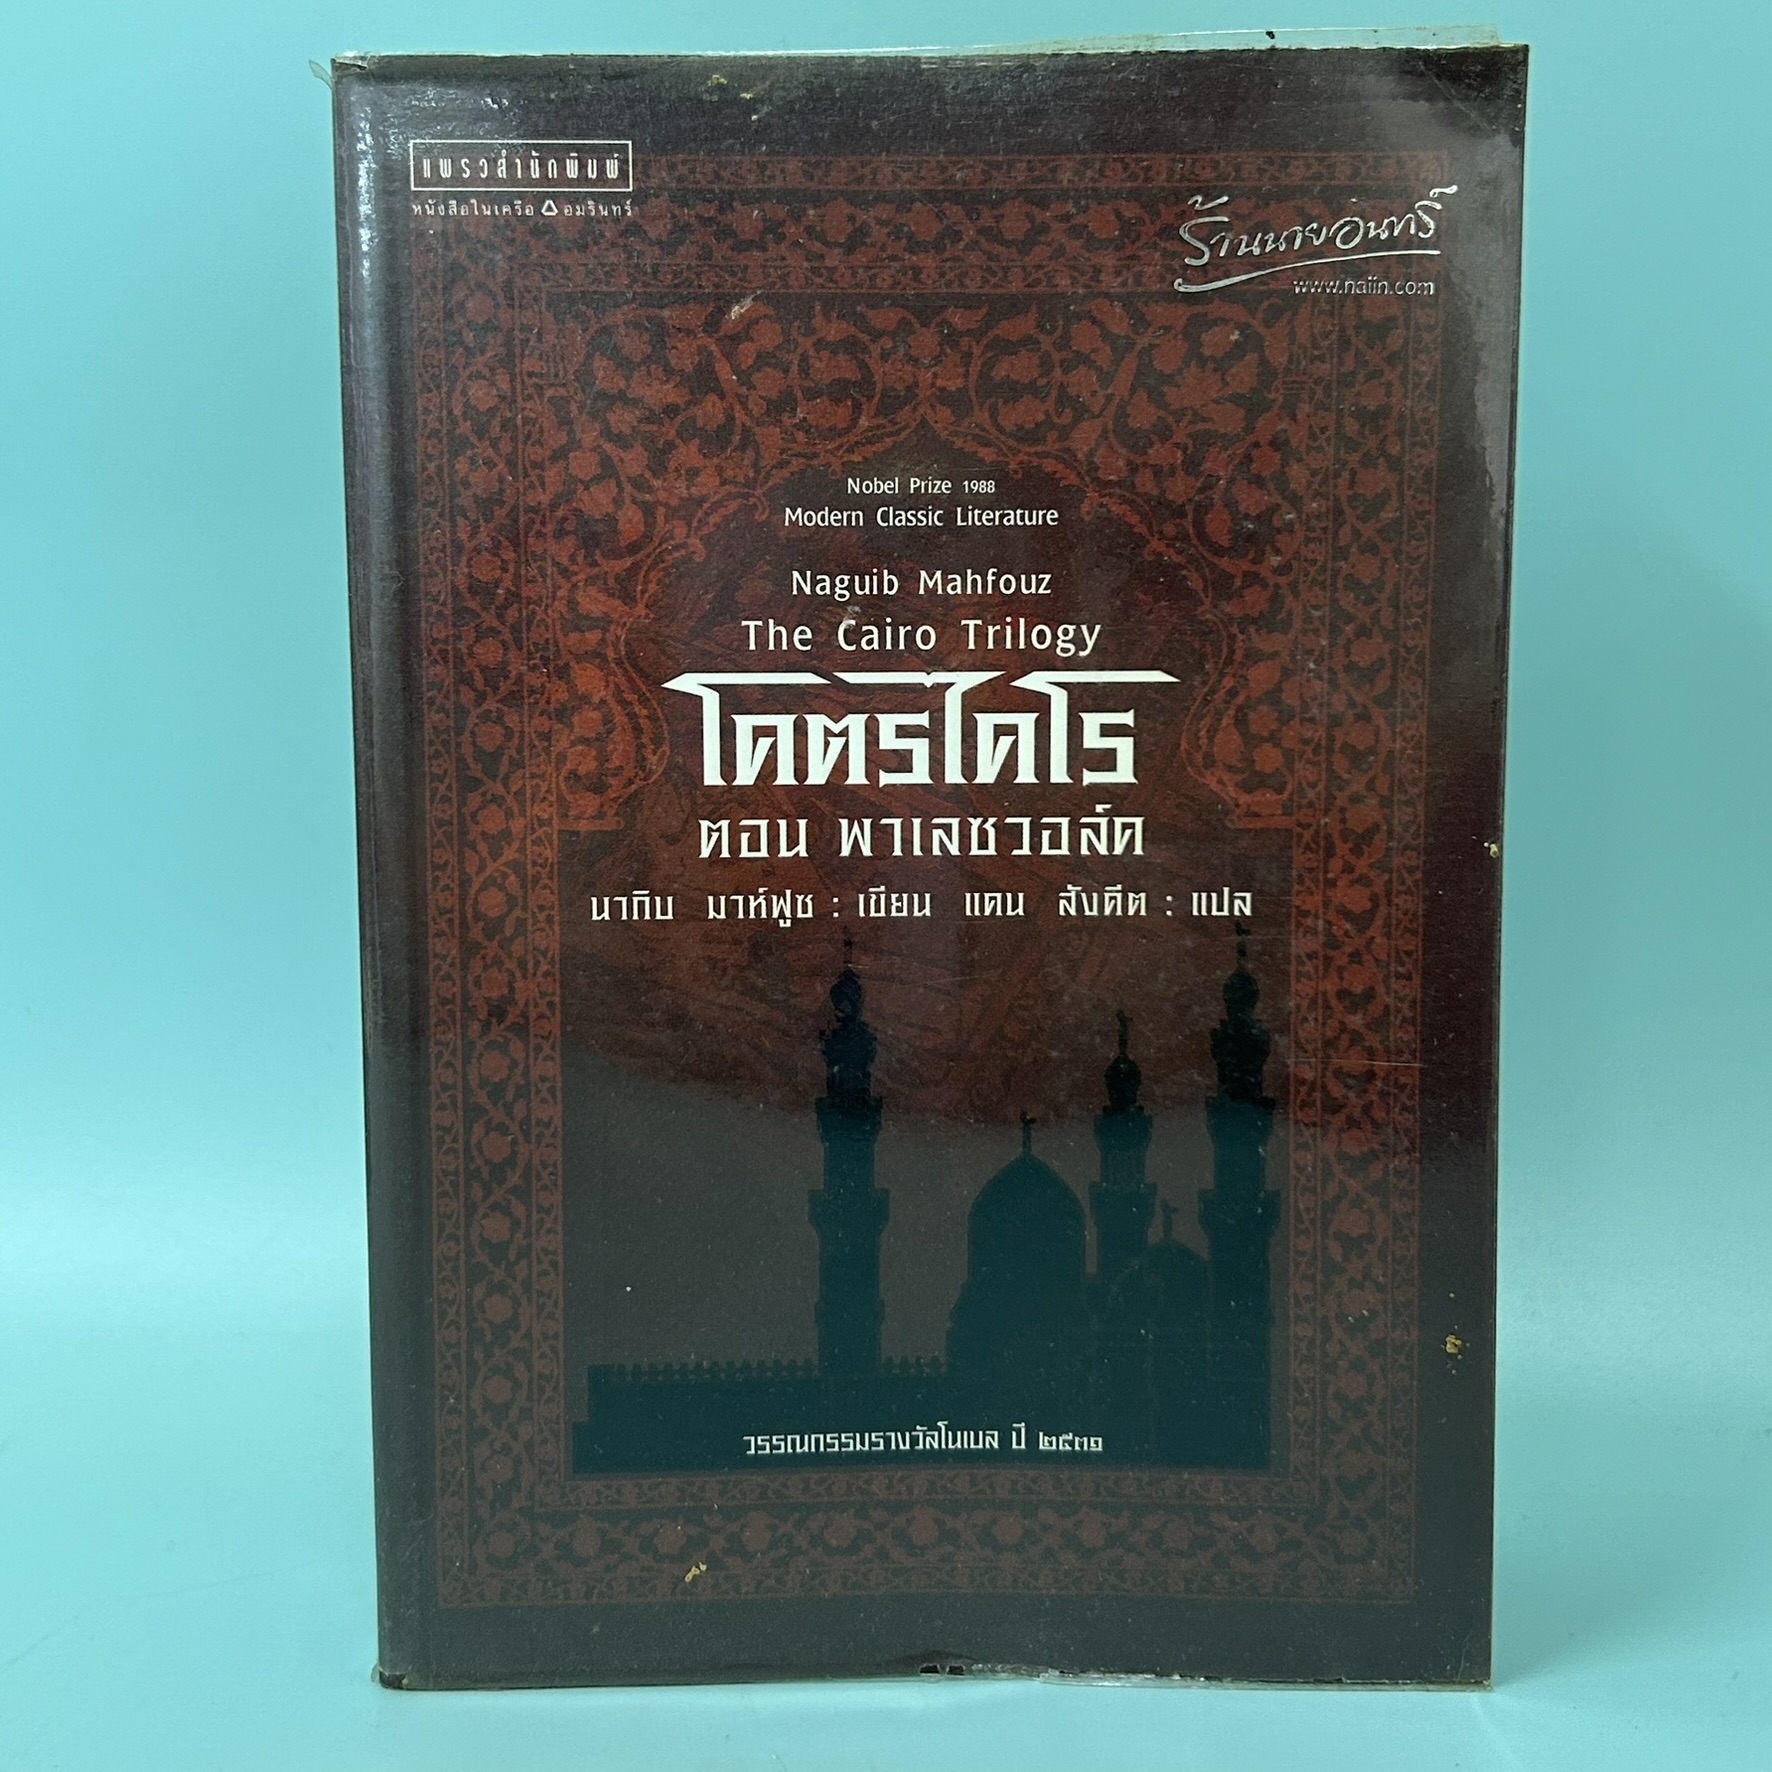 แพรวสำนักพิมพ์
หนังสือในเครือ อมรินทร์
ร้านนายอินทร์
www.naiin.com
Nobel Prize 1988
Modern Classic Literature
Naguib Mahfouz
The Cairo Trilogy
โคตรไคโร
ตอน พาเลซวอล์ค
นากิบ มาห์ฟูซ : เขียน แดน สังคีต : แปล
วรรณกรรมรางวัลโนเบล ปี ๒๕๓๑